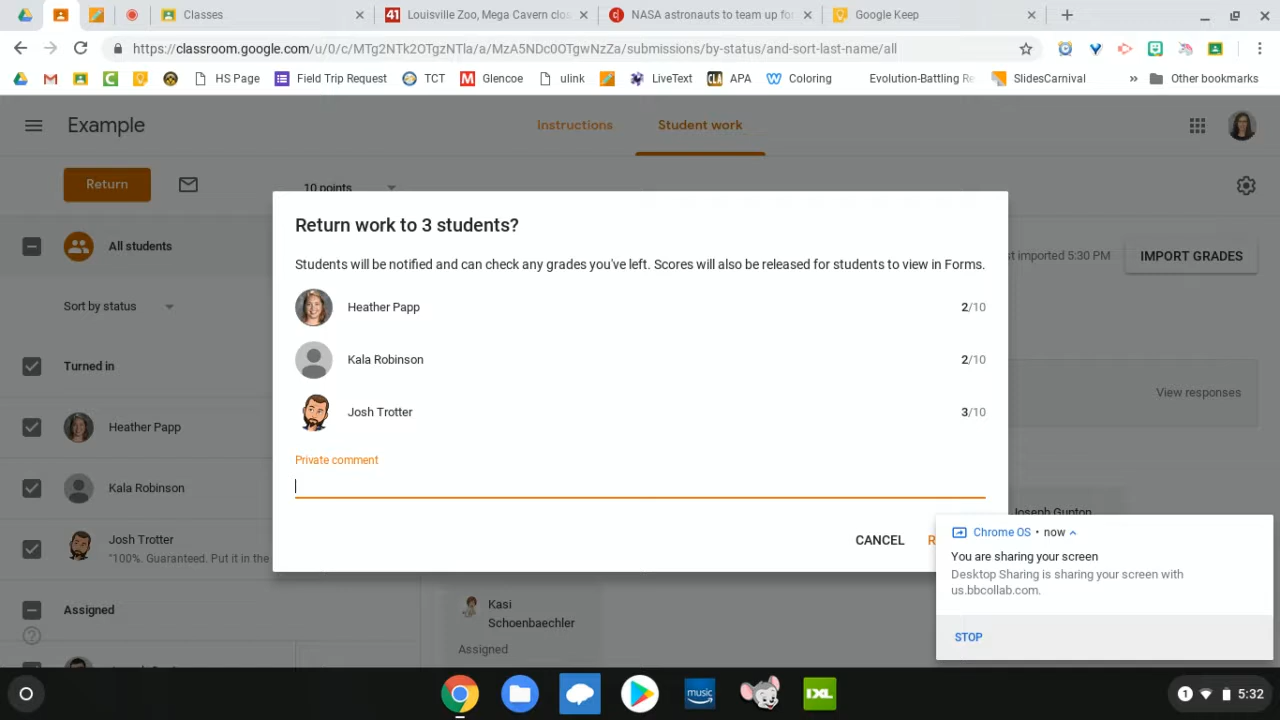 Classes
Louisville Zoo, Mega Cavern clos
NASA astronauts to team up for
Google Keep
https://classroom.google.com/u/0/c/MTg2NTk2OTgzNTla/a/MzA5NDc0OTgwNzZa/submissions/by-status/and-sort-last-name/all
HS Page
Field Trip Request
TCT
Glencoe
ulink
LiveText
APA
Coloring
Evolution-Battling Re
SlidesCarnival
»
Other bookmarks
Example
Instructions
Student work
Return
10 points
All students
st imported 5:30 PM
IMPORT GRADES
Sort by status
Turned in
View responses
Heather Papp
Kala Robinson
Josh Trotter
"100%. Guaranteed. Put it in the
Assigned
Return work to 3 students?
Students will be notified and can check any grades you've left. Scores will also be released for students to view in Forms.
Heather Papp 2/10
Kala Robinson 2/10
Josh Trotter 3/10
Private comment
CANCEL
R
Joseph Gupton
Kasi
Schoenbaechler
Assigned
Chrome OS • now
You are sharing your screen
Desktop Sharing is sharing your screen with
us.bbcollab.com.
STOP
music
IXL
1
5:32